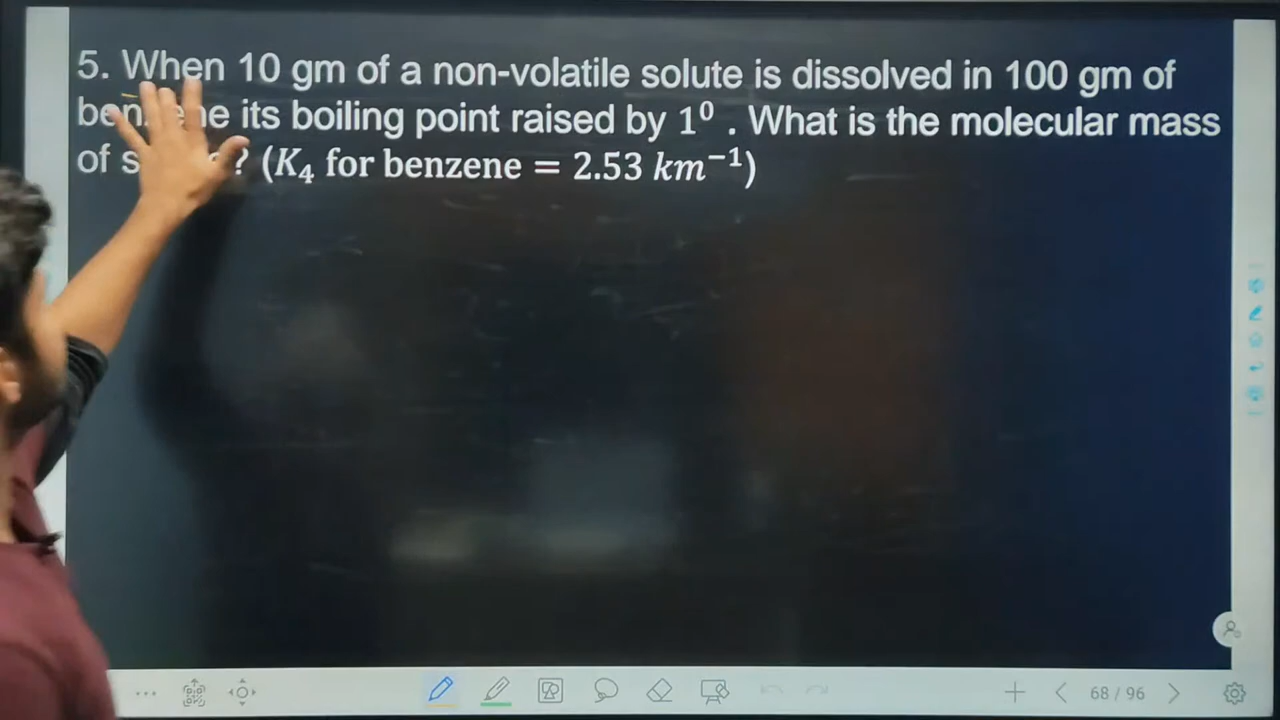 5. When 10 gm of a non-volatile solute is dissolved in 100 gm of
its boiling point raised by 1⁰ . What is the molecular mass
of ? (K₄ for benzene = 2.53 km⁻¹)
68 / 96